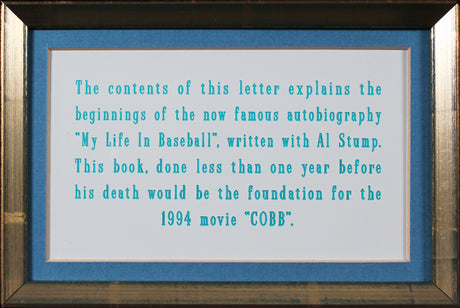 The contents of this letter explains the
beginnings of the now famous autobiography
"My Life In Baseball", written with Al Stump.
This book, done less than one year before
his death would be the foundation for the
1994 movie "COBB".